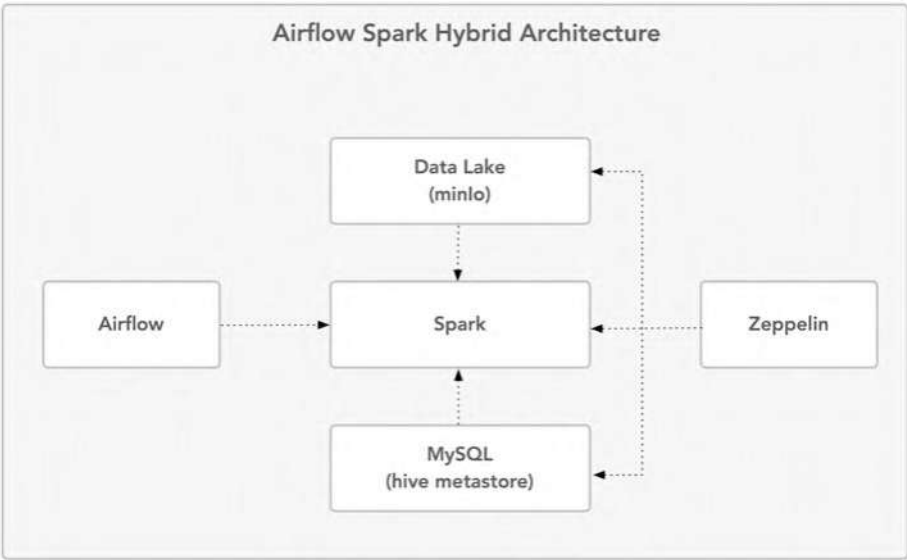 Airflow Spark Hybrid Architecture
Data Lake
(minIo)
Airflow
Spark
Zeppelin
MySQL
(hive metastore)